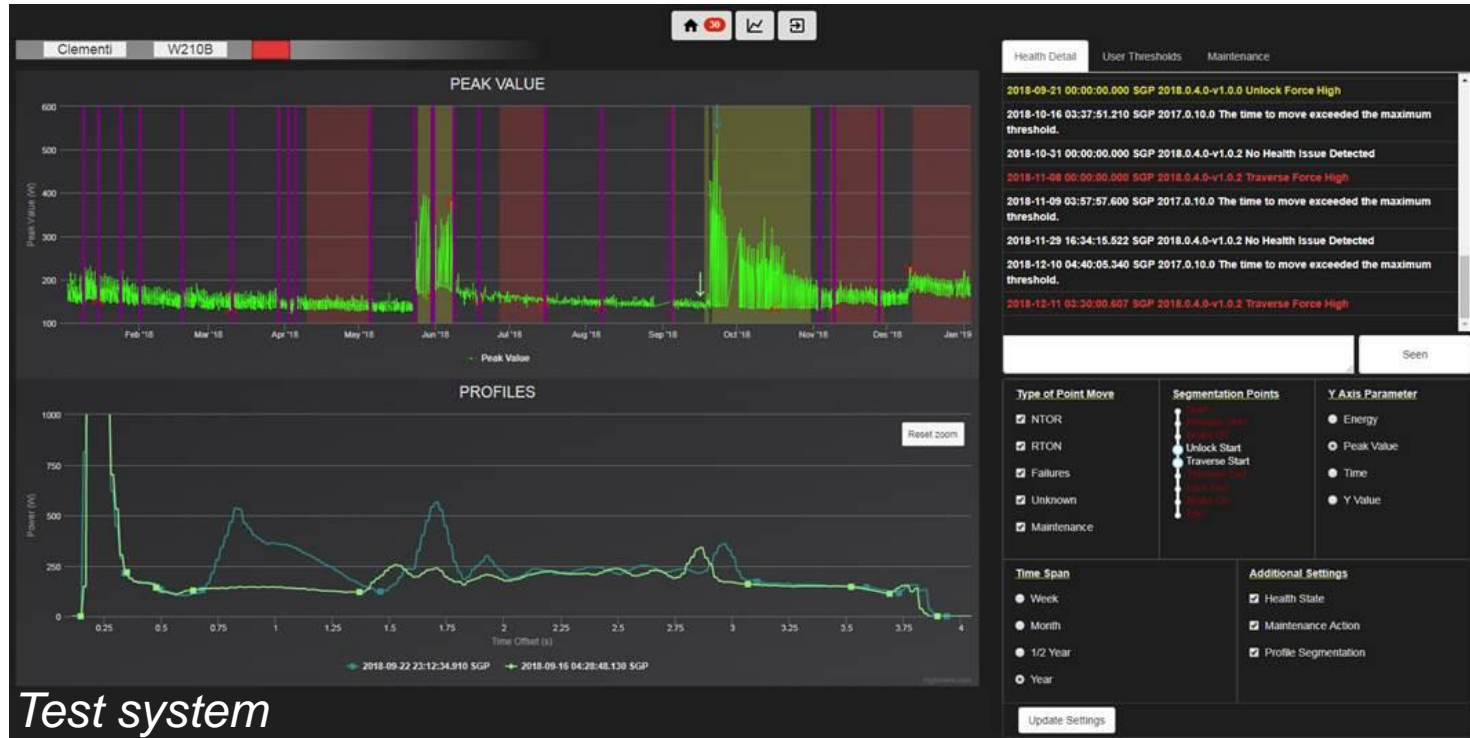 30
Clementi W210B
PEAK VALUE
600
500
400
300
200
100
Peak Value (W)
Feb '18 Mar '18 Apr '18 May '18 Jun '18 Jul '18 Aug '18 Sep '18 Oct '18 Nov '18 Dec '18 Jan '19
Peak Value
PROFILES
Reset zoom
1000
750
500
250
0
Power (W)
0.25 0.5 0.75 1 1.25 1.5 1.75 2 2.25 2.5 2.75 3 3.25 3.5 3.75 4
Time Offset (s)
2018-09-22 23:12:34.910 SGP 2018-09-16 04:28:48.130 SGP
Test system
Health Detail User Thresholds Maintenance
2018-09-21 00:00:00.000 SGP 2018.0.4.0-v1.0.0 Unlock Force High
2018-10-16 03:37:51.210 SGP 2017.0.10.0 The time to move exceeded the maximum
threshold.
2018-10-31 00:00:00.000 SGP 2018.0.4.0-v1.0.2 No Health Issue Detected
2018-11-08 00:00:00.000 SGP 2018.0.4.0-v1.0.2 Traverse Force High
2018-11-09 03:57:57.600 SGP 2017.0.10.0 The time to move exceeded the maximum
threshold.
2018-11-29 16:34:15.522 SGP 2018.0.4.0-v1.0.2 No Health Issue Detected
2018-12-10 04:40:05.340 SGP 2017.0.10.0 The time to move exceeded the maximum
threshold.
2018-12-11 03:30:00.607 SGP 2018.0.4.0-v1.0.2 Traverse Force High
Seen
Type of Point Move
NTOR
RTON
Failures
Unknown
Maintenance
Segmentation Points
Unlock Start
Traverse Start
Y Axis Parameter
Energy
Peak Value
Time
Y Value
Time Span
Week
Month
1/2 Year
Year
Additional Settings
Health State
Maintenance Action
Profile Segmentation
Update Settings